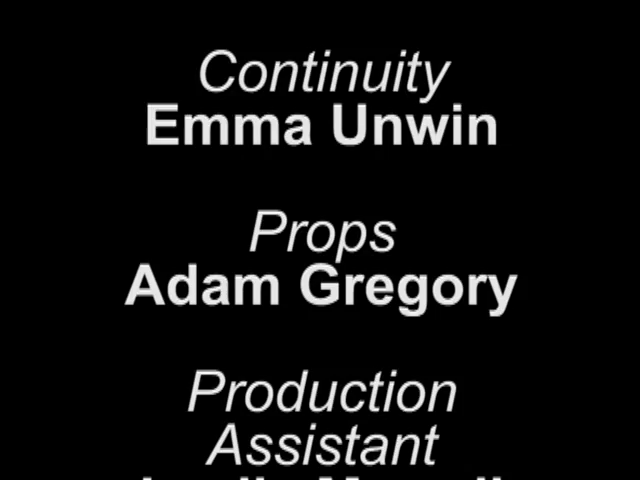 Continuity
Emma Unwin
Props
Adam Gregory
Production
Assistant